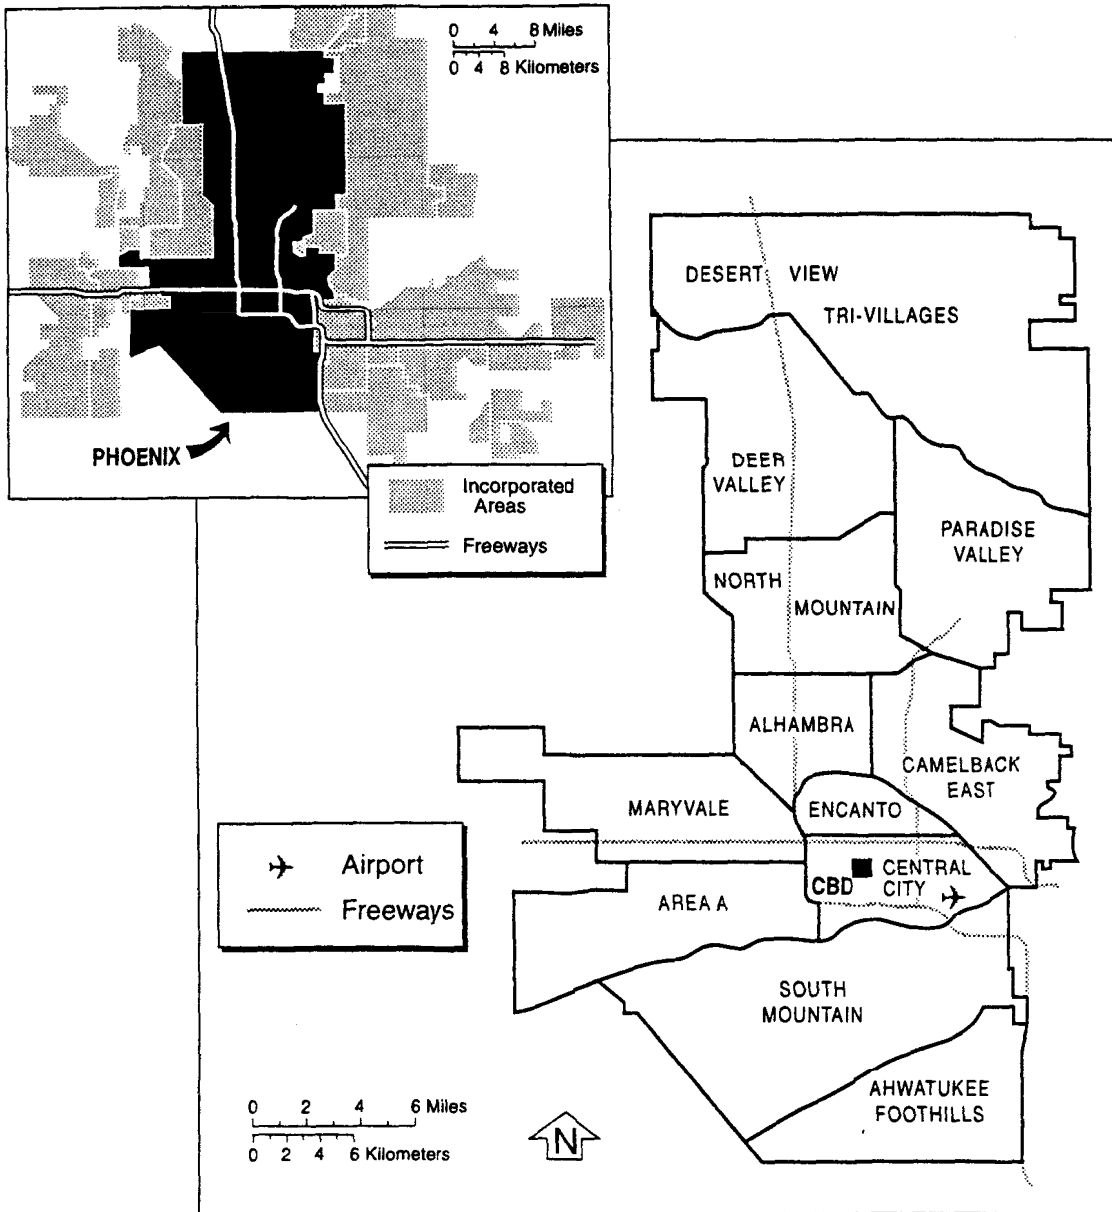 0 4 8 Miles
0 4 8 Kilometers
PHOENIX
Incorporated
Areas
Freeways
DESERT VIEW
TRI-VILLAGES
DEER
VALLEY
PARADISE
VALLEY
NORTH
MOUNTAIN
ALHAMBRA
CAMELBACK
EAST
MARYVALE
ENCANTO
CENTRAL
CITY
CBD
AREA A
Airport
Freeways
SOUTH
MOUNTAIN
AHWATUKEE
FOOTHILLS
0 2 4 6 Miles
0 2 4 6 Kilometers
N